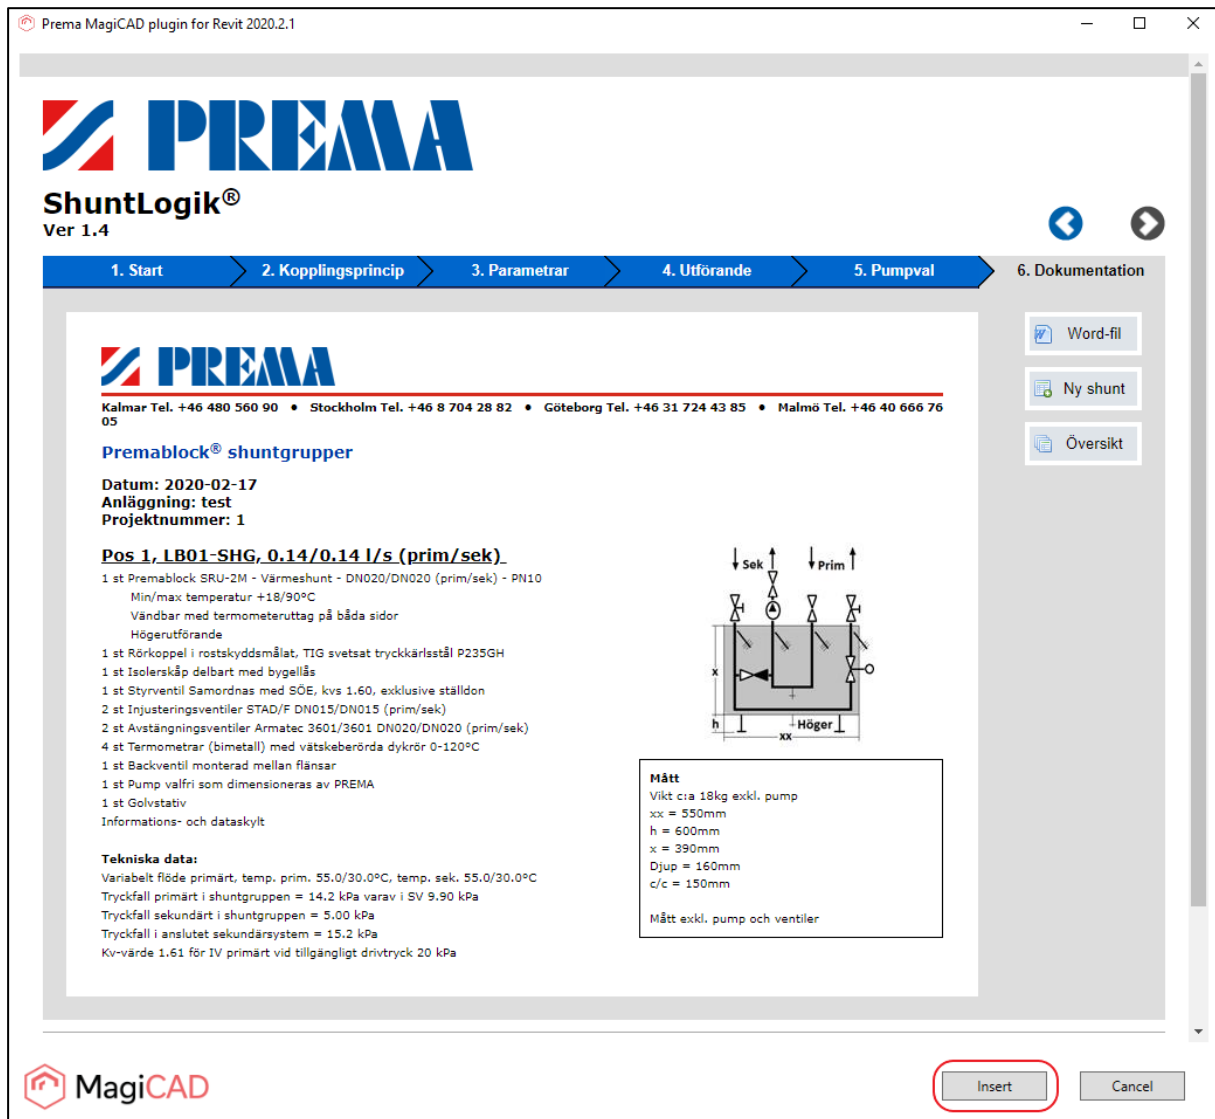 Prema MagiCAD plugin for Revit 2020.2.1
PREMA
ShuntLogik®
Ver 1.4
1. Start
2. Kopplingsprincip
3. Parametrar
4. Utförande
5. Pumpval
6. Dokumentation
Word-fil
Ny shunt
Översikt
PREMA
Kalmar Tel. +46 480 560 90 • Stockholm Tel. +46 8 704 28 82 • Göteborg Tel. +46 31 724 43 85 • Malmö Tel. +46 40 666 76
05
Premablock® shuntgrupper
Datum: 2020-02-17
Anläggning: test
Projektnummer: 1
Pos 1, LB01-SHG, 0.14/0.14 l/s (prim/sek)
1 st Premablock SRU-2M - Värmeshunt - DN020/DN020 (prim/sek) - PN10
Min/max temperatur +18/90°C
Vändbar med termometeruttag på båda sidor
Högerutförande
1 st Rörkoppel i rostskyddsmålat, TIG svetsat tryckkärlsstål P235GH
1 st Isolerskåp delbart med bygellås
1 st Styrventil Samordnas med SÖE, kvs 1.60, exklusive ställdon
2 st Injusteringsventiler STAD/F DN015/DN015 (prim/sek)
2 st Avstängningsventiler Armatec 3601/3601 DN020/DN020 (prim/sek)
4 st Termometrar (bimetall) med vätskeberörda dykrör 0-120°C
1 st Backventil monterad mellan flänsar
1 st Pump valfri som dimensioneras av PREMA
1 st Golvstativ
Informations- och dataskylt
Tekniska data:
Variabelt flöde primärt, temp. prim. 55.0/30.0°C, temp. sek. 55.0/30.0°C
Tryckfall primärt i shuntgruppen = 14.2 kPa varav i SV 9.90 kPa
Tryckfall sekundärt i shuntgruppen = 5.00 kPa
Tryckfall i anslutet sekundärsystem = 15.2 kPa
Kv-värde 1.61 för IV primärt vid tillgängligt drivtryck 20 kPa
Sek
Prim
x
h
Höger
xx
Mått
Vikt c:a 18kg exkl. pump
xx = 550mm
h = 600mm
x = 390mm
Djup = 160mm
c/c = 150mm
Mått exkl. pump och ventiler
MagiCAD
Insert
Cancel